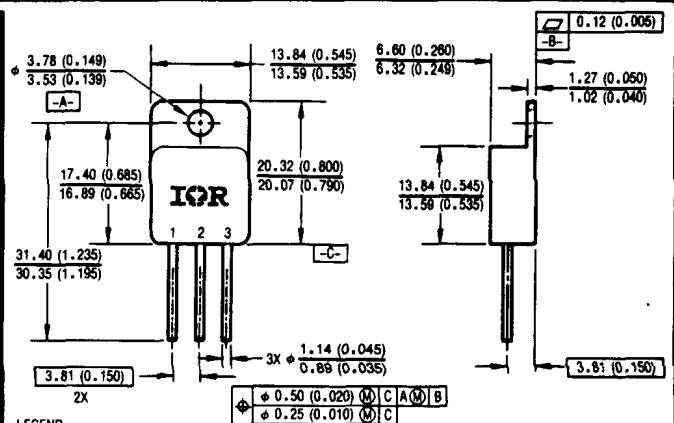 ⏥ 0.12 (0.005)
-B-
φ 3.78 (0.149)
3.53 (0.139)
-A-
13.84 (0.545)
13.59 (0.535)
6.60 (0.260)
6.32 (0.249)
1.27 (0.050)
1.02 (0.040)
17.40 (0.685)
16.89 (0.665)
20.32 (0.800)
20.07 (0.790)
13.84 (0.545)
13.59 (0.535)
IOR
1 2 3
-C-
31.40 (1.235)
30.35 (1.195)
3X φ 1.14 (0.045)
0.89 (0.035)
3.81 (0.150)
2X
3.81 (0.150)
⌖ φ 0.50 (0.020) Ⓜ C A Ⓜ B
φ 0.25 (0.010) Ⓜ C
LEGEND